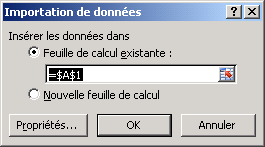 Importation de données
Insérer les données dans
Feuille de calcul existante :
=$A$1
Nouvelle feuille de calcul
Propriétés... OK Annuler